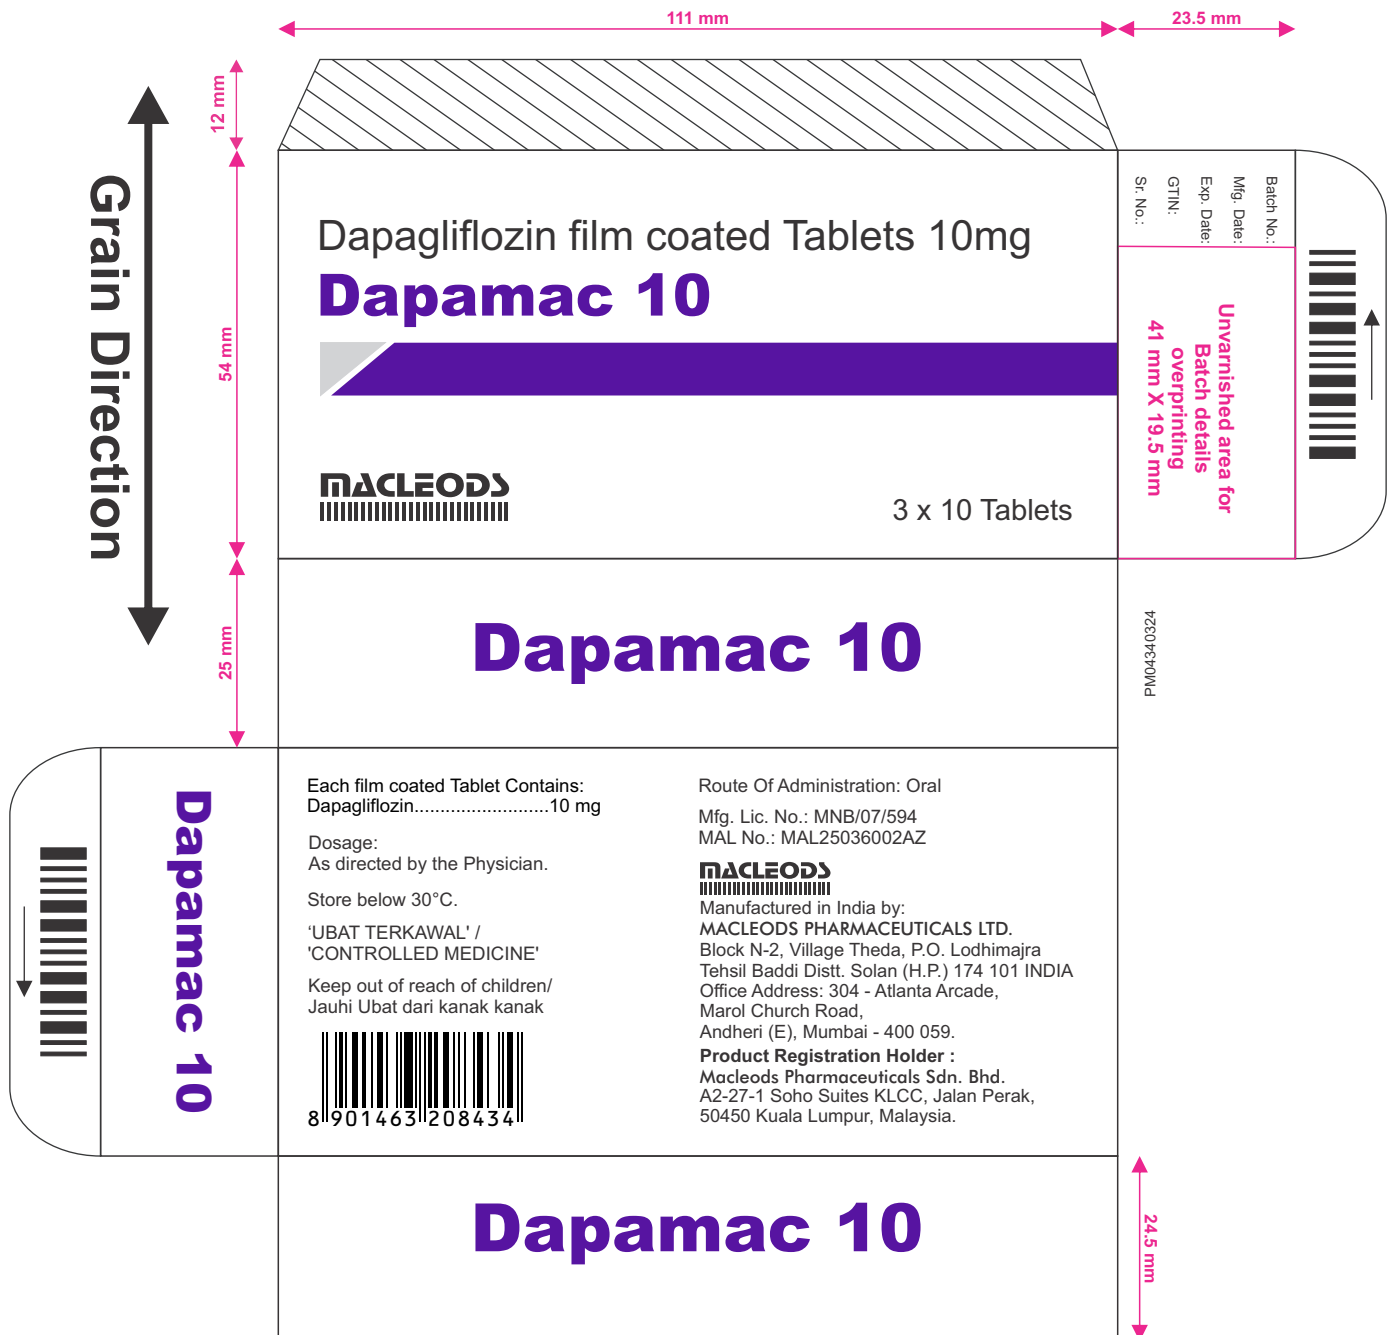 111 mm
23.5 mm
12 mm
54 mm
25 mm
Grain Direction
Dapagliflozin film coated Tablets 10mg
Dapamac 10
MACLEODS
3 x 10 Tablets
Batch No.:
Mfg. Date:
Exp. Date:
GTIN:
Sr. No.:
Unvarnished area for
Batch details
overprinting
41 mm X 19.5 mm
Dapamac 10
PM04340324
Dapamac 10
Each film coated Tablet Contains:
Dapagliflozin..........................10 mg
Dosage:
As directed by the Physician.
Store below 30°C.
‘UBAT TERKAWAL' /
'CONTROLLED MEDICINE'
Keep out of reach of children/
Jauhi Ubat dari kanak kanak
8 901463 208434
Route Of Administration: Oral
Mfg. Lic. No.: MNB/07/594
MAL No.: MAL25036002AZ
MACLEODS
Manufactured in India by:
MACLEODS PHARMACEUTICALS LTD.
Block N-2, Village Theda, P.O. Lodhimajra
Tehsil Baddi Distt. Solan (H.P.) 174 101 INDIA
Office Address: 304 - Atlanta Arcade,
Marol Church Road,
Andheri (E), Mumbai - 400 059.
Product Registration Holder :
Macleods Pharmaceuticals Sdn. Bhd.
A2-27-1 Soho Suites KLCC, Jalan Perak,
50450 Kuala Lumpur, Malaysia.
Dapamac 10
24.5 mm